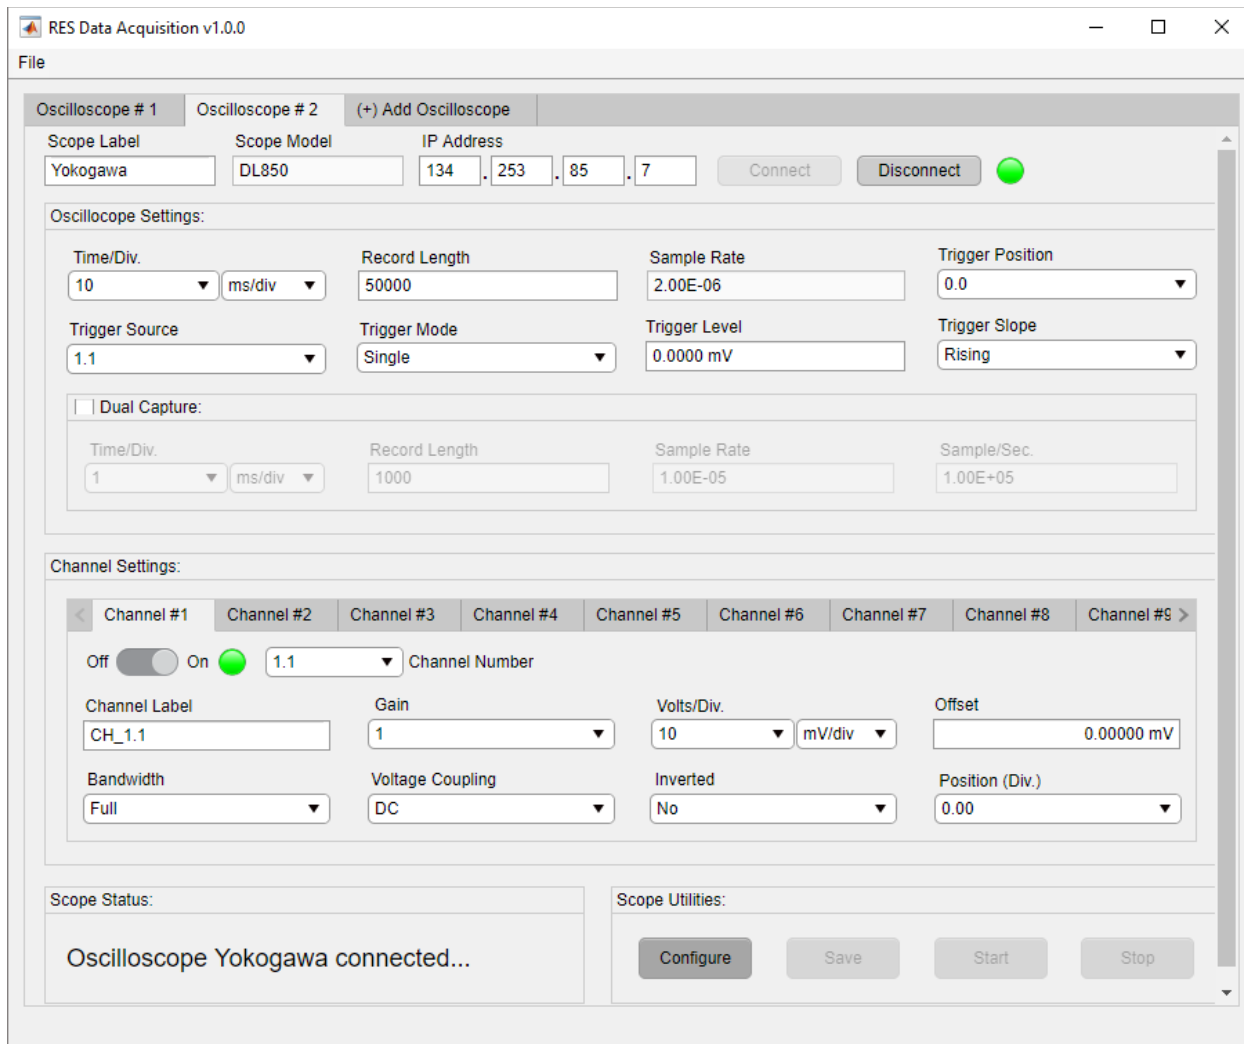 RES Data Acquisition v1.0.0
File
Oscilloscope # 1 Oscilloscope # 2 (+) Add Oscilloscope
Scope Label Scope Model IP Address
Yokogawa DL850 134 . 253 . 85 . 7 Connect Disconnect
Oscillocope Settings:
Time/Div. Record Length Sample Rate Trigger Position
10 ms/div 50000 2.00E-06 0.0
Trigger Source Trigger Mode Trigger Level Trigger Slope
1.1 Single 0.0000 mV Rising
Dual Capture:
Time/Div. Record Length Sample Rate Sample/Sec.
1 ms/div 1000 1.00E-05 1.00E+05
Channel Settings:
< Channel #1 Channel #2 Channel #3 Channel #4 Channel #5 Channel #6 Channel #7 Channel #8 Channel #9 >
Off On 1.1 Channel Number
Channel Label Gain Volts/Div. Offset
CH_1.1 1 10 mV/div 0.00000 mV
Bandwidth Voltage Coupling Inverted Position (Div.)
Full DC No 0.00
Scope Status: Scope Utilities:
Oscilloscope Yokogawa connected... Configure Save Start Stop